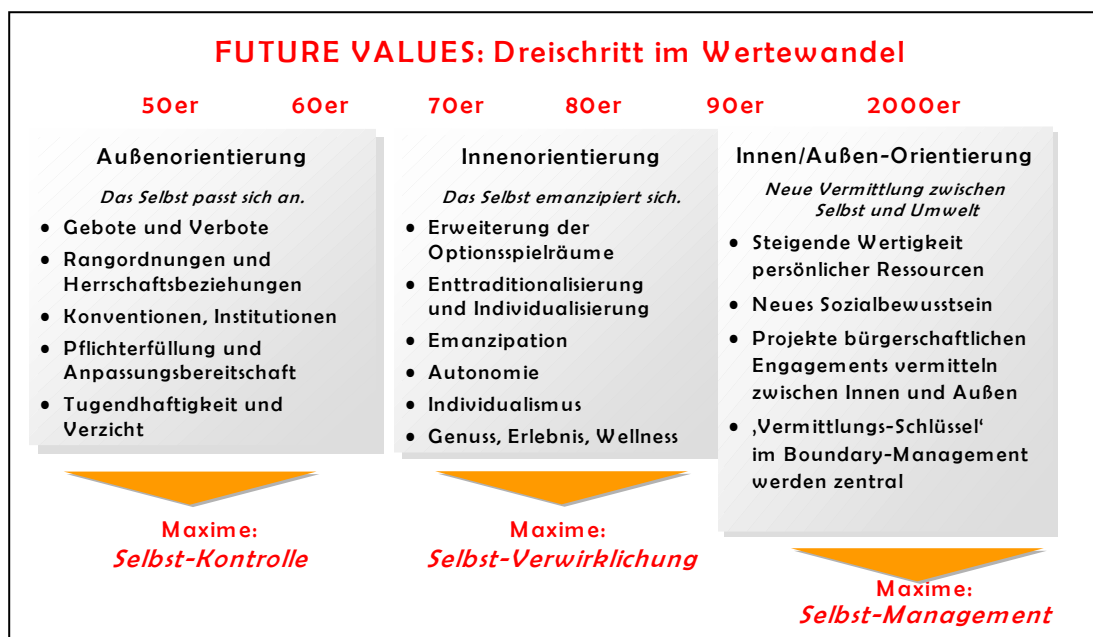 FUTURE VALUES: Dreischritt im Wertewandel
50er 60er 70er 80er 90er 2000er
Außenorientierung
Das Selbst passt sich an.
• Gebote und Verbote
• Rangordnungen und
Herrschaftsbeziehungen
• Konventionen, Institutionen
• Pflichterfüllung und
Anpassungsbereitschaft
• Tugendhaftigkeit und
Verzicht
Maxime:
Selbst-Kontrolle
Innenorientierung
Das Selbst emanzipiert sich.
• Erweiterung der
Optionsspielräume
• Enttraditionalisierung
und Individualisierung
• Emanzipation
• Autonomie
• Individualismus
• Genuss, Erlebnis, Wellness
Maxime:
Selbst-Verwirklichung
Innen/Außen-Orientierung
Neue Vermittlung zwischen
Selbst und Umwelt
• Steigende Wertigkeit
persönlicher Ressourcen
• Neues Sozialbewusstsein
• Projekte bürgerschaftlichen
Engagements vermitteln
zwischen Innen und Außen
• ‚Vermittlungs-Schlüssel‘
im Boundary-Management
werden zentral
Maxime:
Selbst-Management